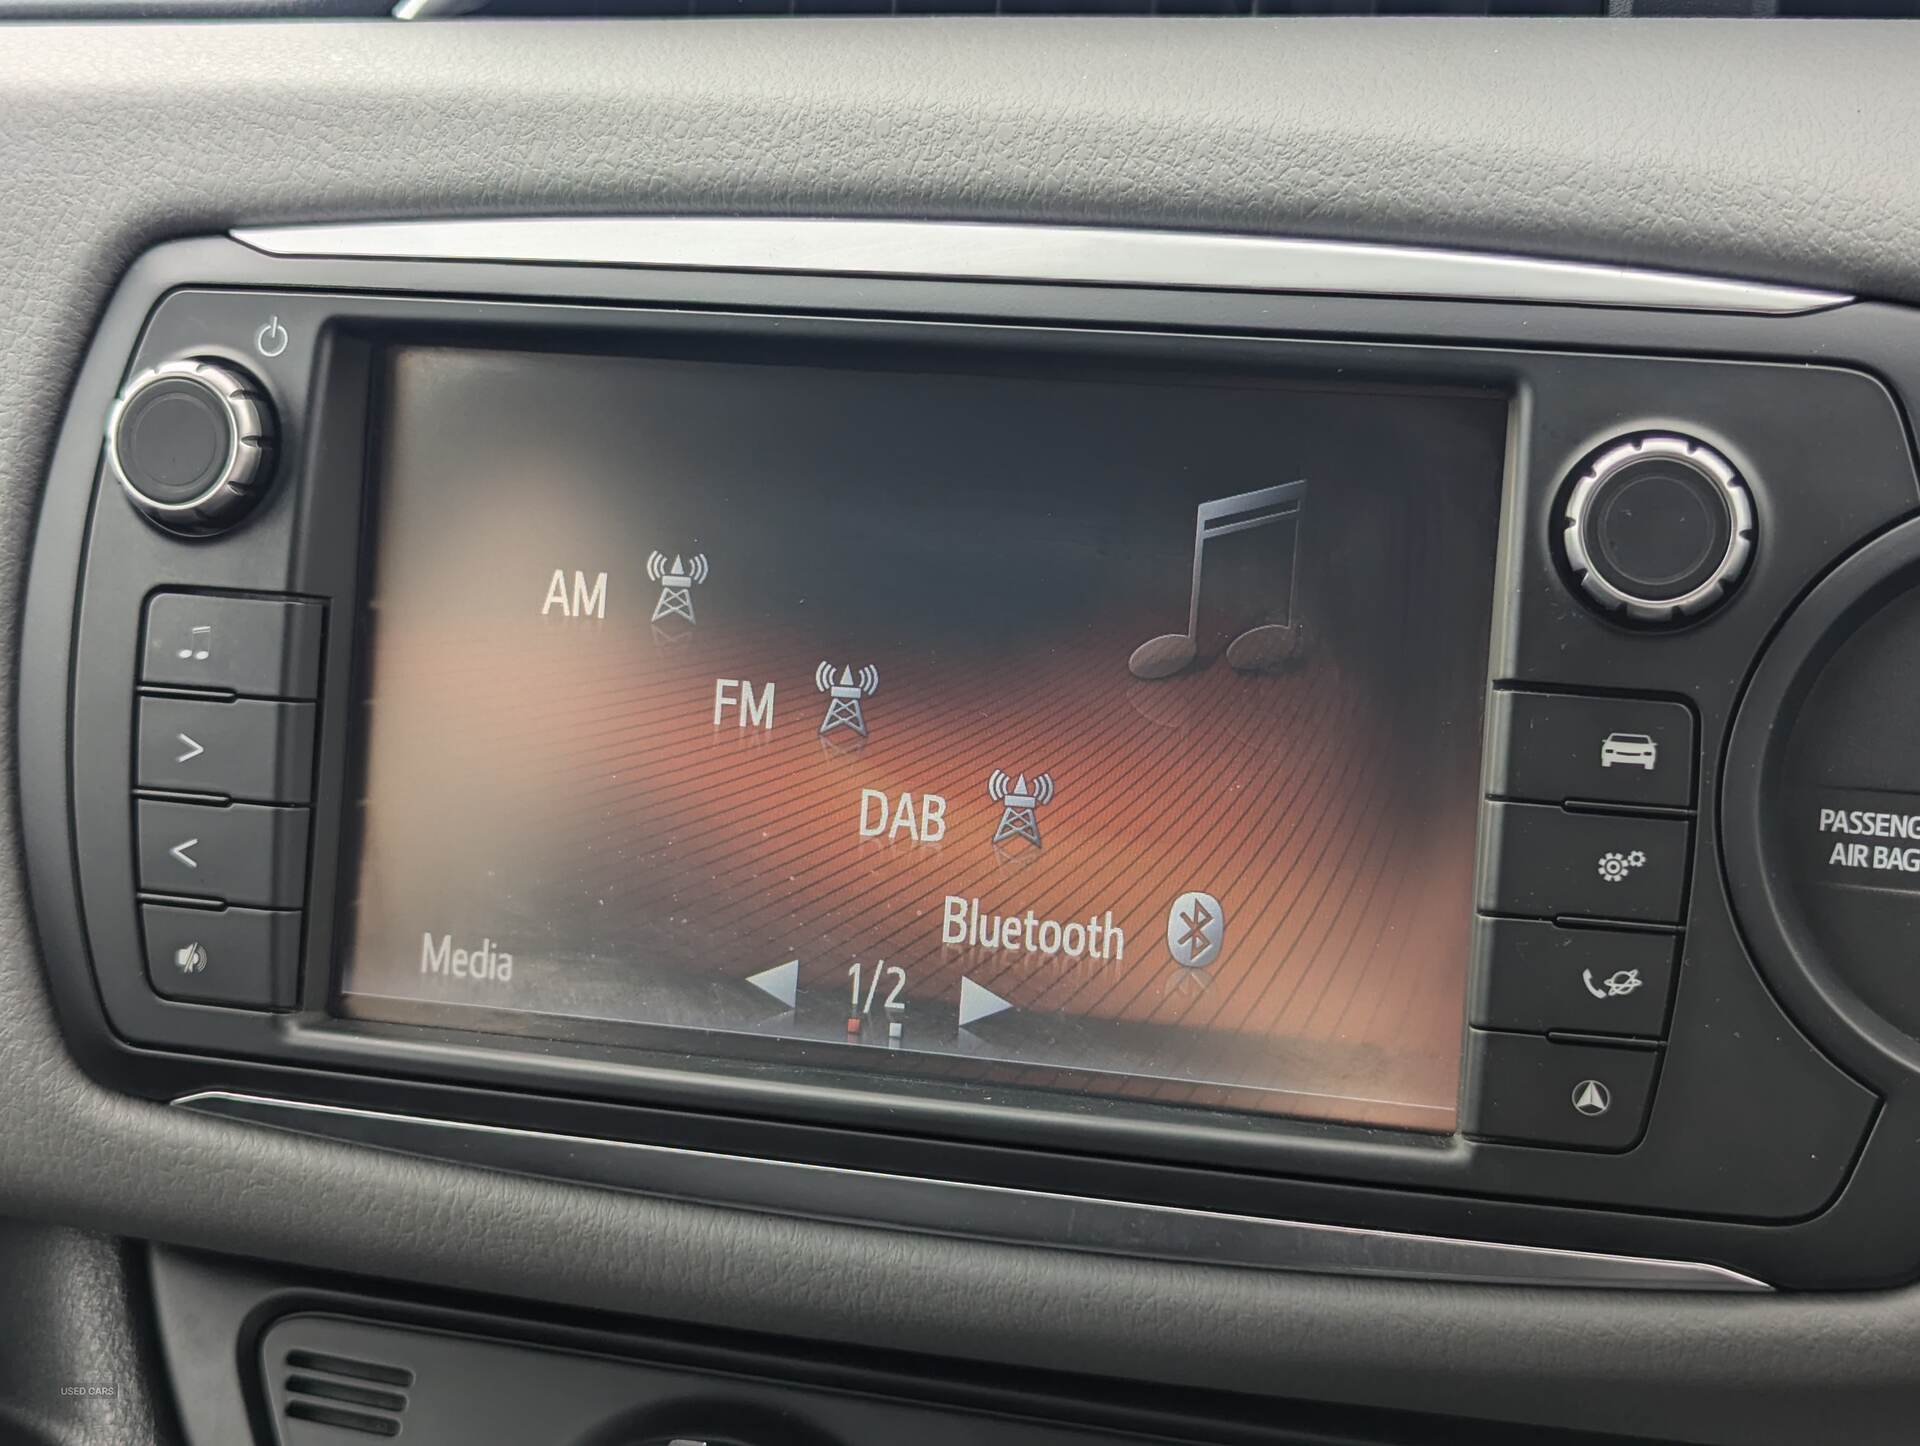 AM
FM
DAB
Bluetooth
Media
1/2
PASSENG
AIR BAG
USED CARS